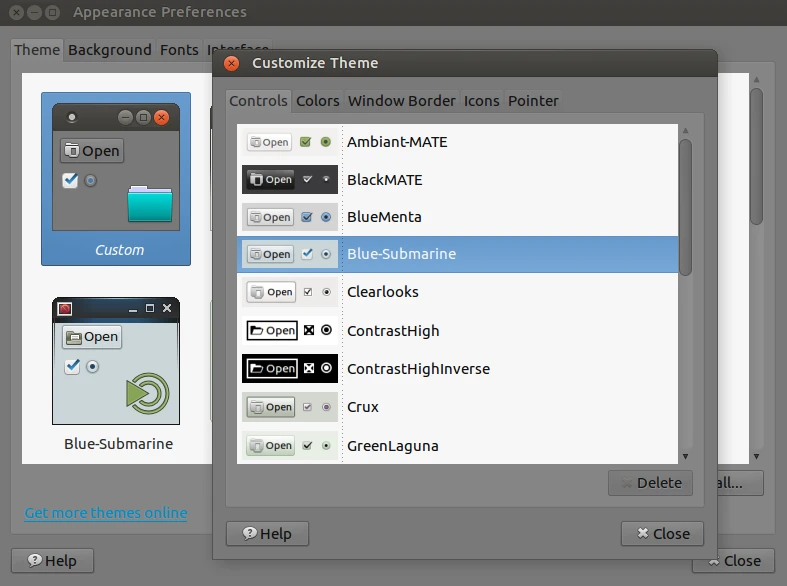 Appearance Preferences
Theme Background Fonts Interface
Open
Custom
Open
Blue-Submarine
Get more themes online
Help
all...
Close
Customize Theme
Controls Colors Window Border Icons Pointer
Open Ambiant-MATE
Open BlackMATE
Open BlueMenta
Open Blue-Submarine
Open Clearlooks
Open ContrastHigh
Open ContrastHighInverse
Open Crux
Open GreenLaguna
Delete
Help
Close